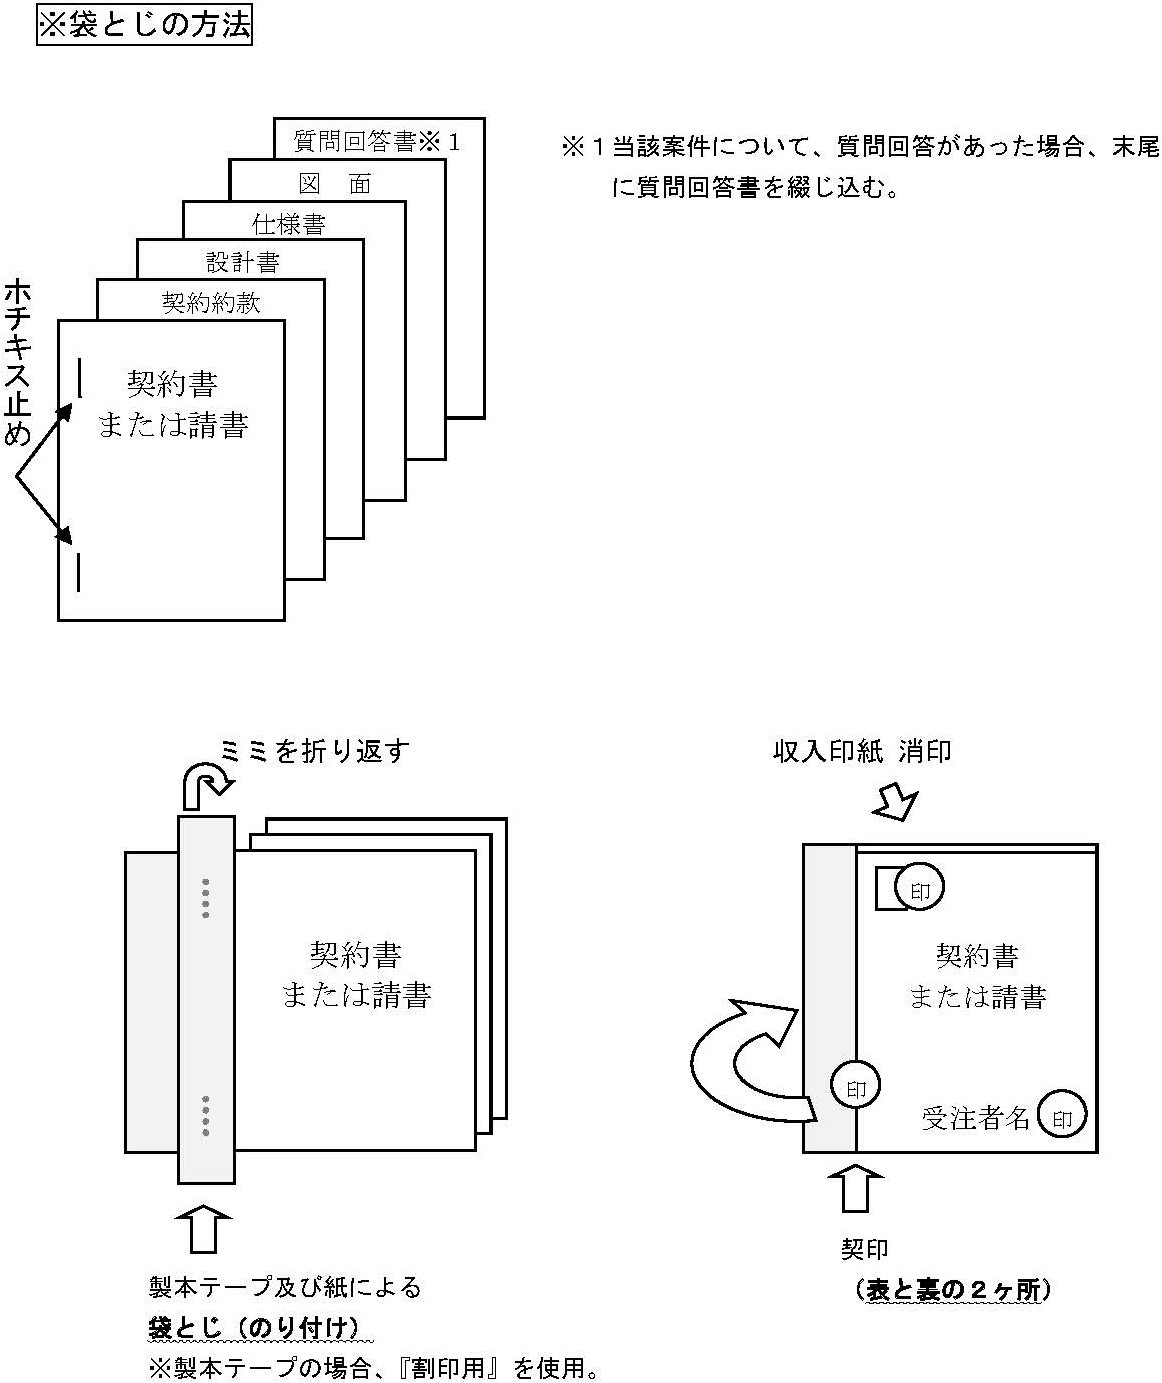 ※袋とじの方法
質問回答書※１
図　面
仕様書
設計書
契約約款
契約書
または請書
ホチキス止め
※１当該案件について、質問回答があった場合、末尾
に質問回答書を綴じ込む。
ミミを折り返す
契約書
または請書
製本テープ及び紙による
袋とじ（のり付け）
※製本テープの場合、『割印用』を使用。
収入印紙 消印
印
契約書
または請書
印
受注者名
印
契印
（表と裏の２ヶ所）